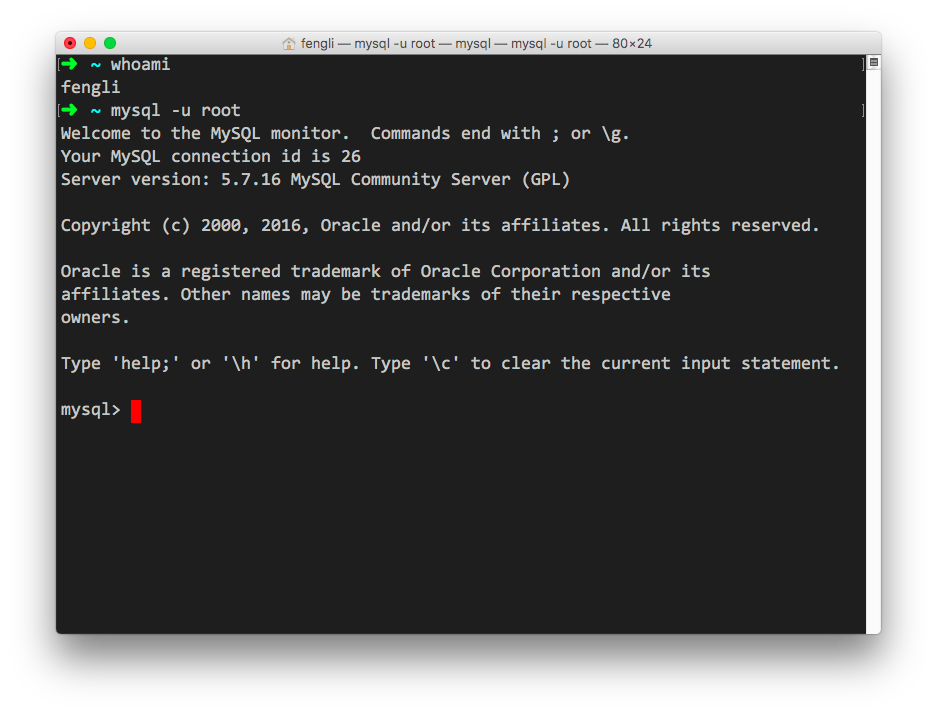 fengli — mysql -u root — mysql — mysql -u root — 80×24
[➜ ~ whoami ]
fengli
[➜ ~ mysql -u root ]
Welcome to the MySQL monitor.  Commands end with ; or \g.
Your MySQL connection id is 26
Server version: 5.7.16 MySQL Community Server (GPL)
Copyright (c) 2000, 2016, Oracle and/or its affiliates. All rights reserved.
Oracle is a registered trademark of Oracle Corporation and/or its
affiliates. Other names may be trademarks of their respective
owners.
Type 'help;' or '\h' for help. Type '\c' to clear the current input statement.
mysql>